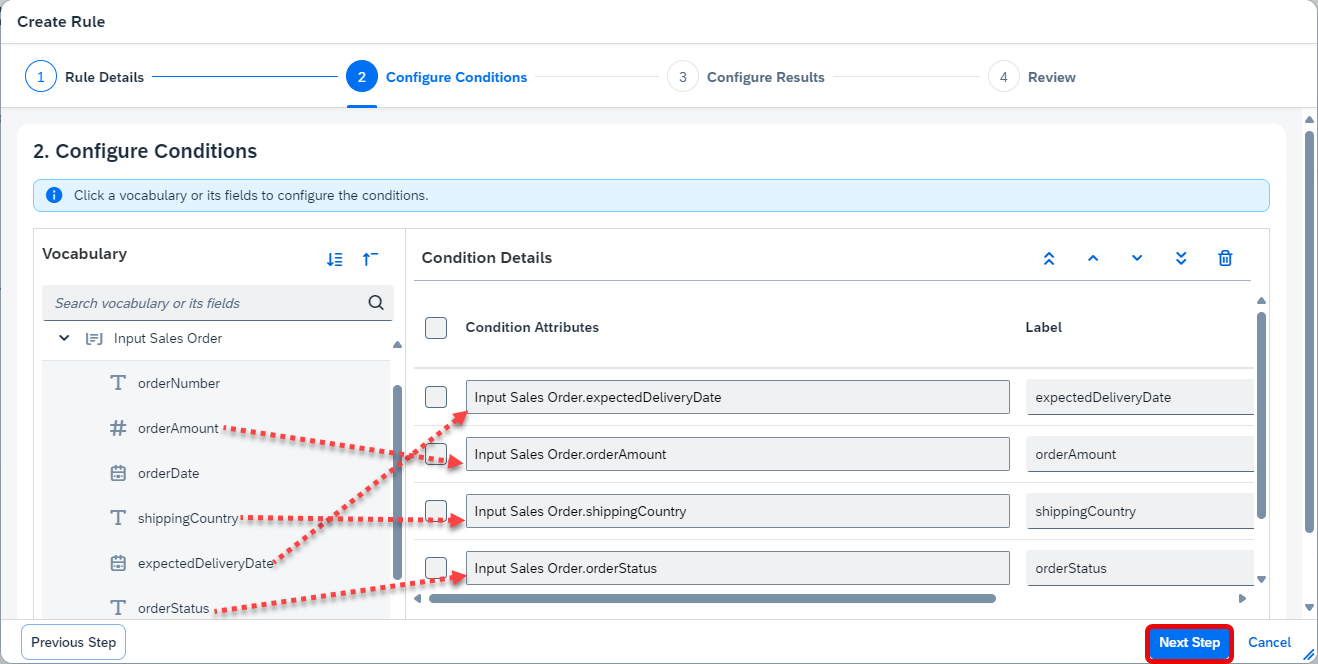 Create Rule
1 Rule Details 2 Configure Conditions 3 Configure Results 4 Review
2. Configure Conditions
Click a vocabulary or its fields to configure the conditions.
Vocabulary
Search vocabulary or its fields
Input Sales Order
orderNumber
orderAmount
orderDate
shippingCountry
expectedDeliveryDate
orderStatus
Condition Details
Condition Attributes Label
Input Sales Order.expectedDeliveryDate expectedDeliveryDate
Input Sales Order.orderAmount orderAmount
Input Sales Order.shippingCountry shippingCountry
Input Sales Order.orderStatus orderStatus
Previous Step Next Step Cancel